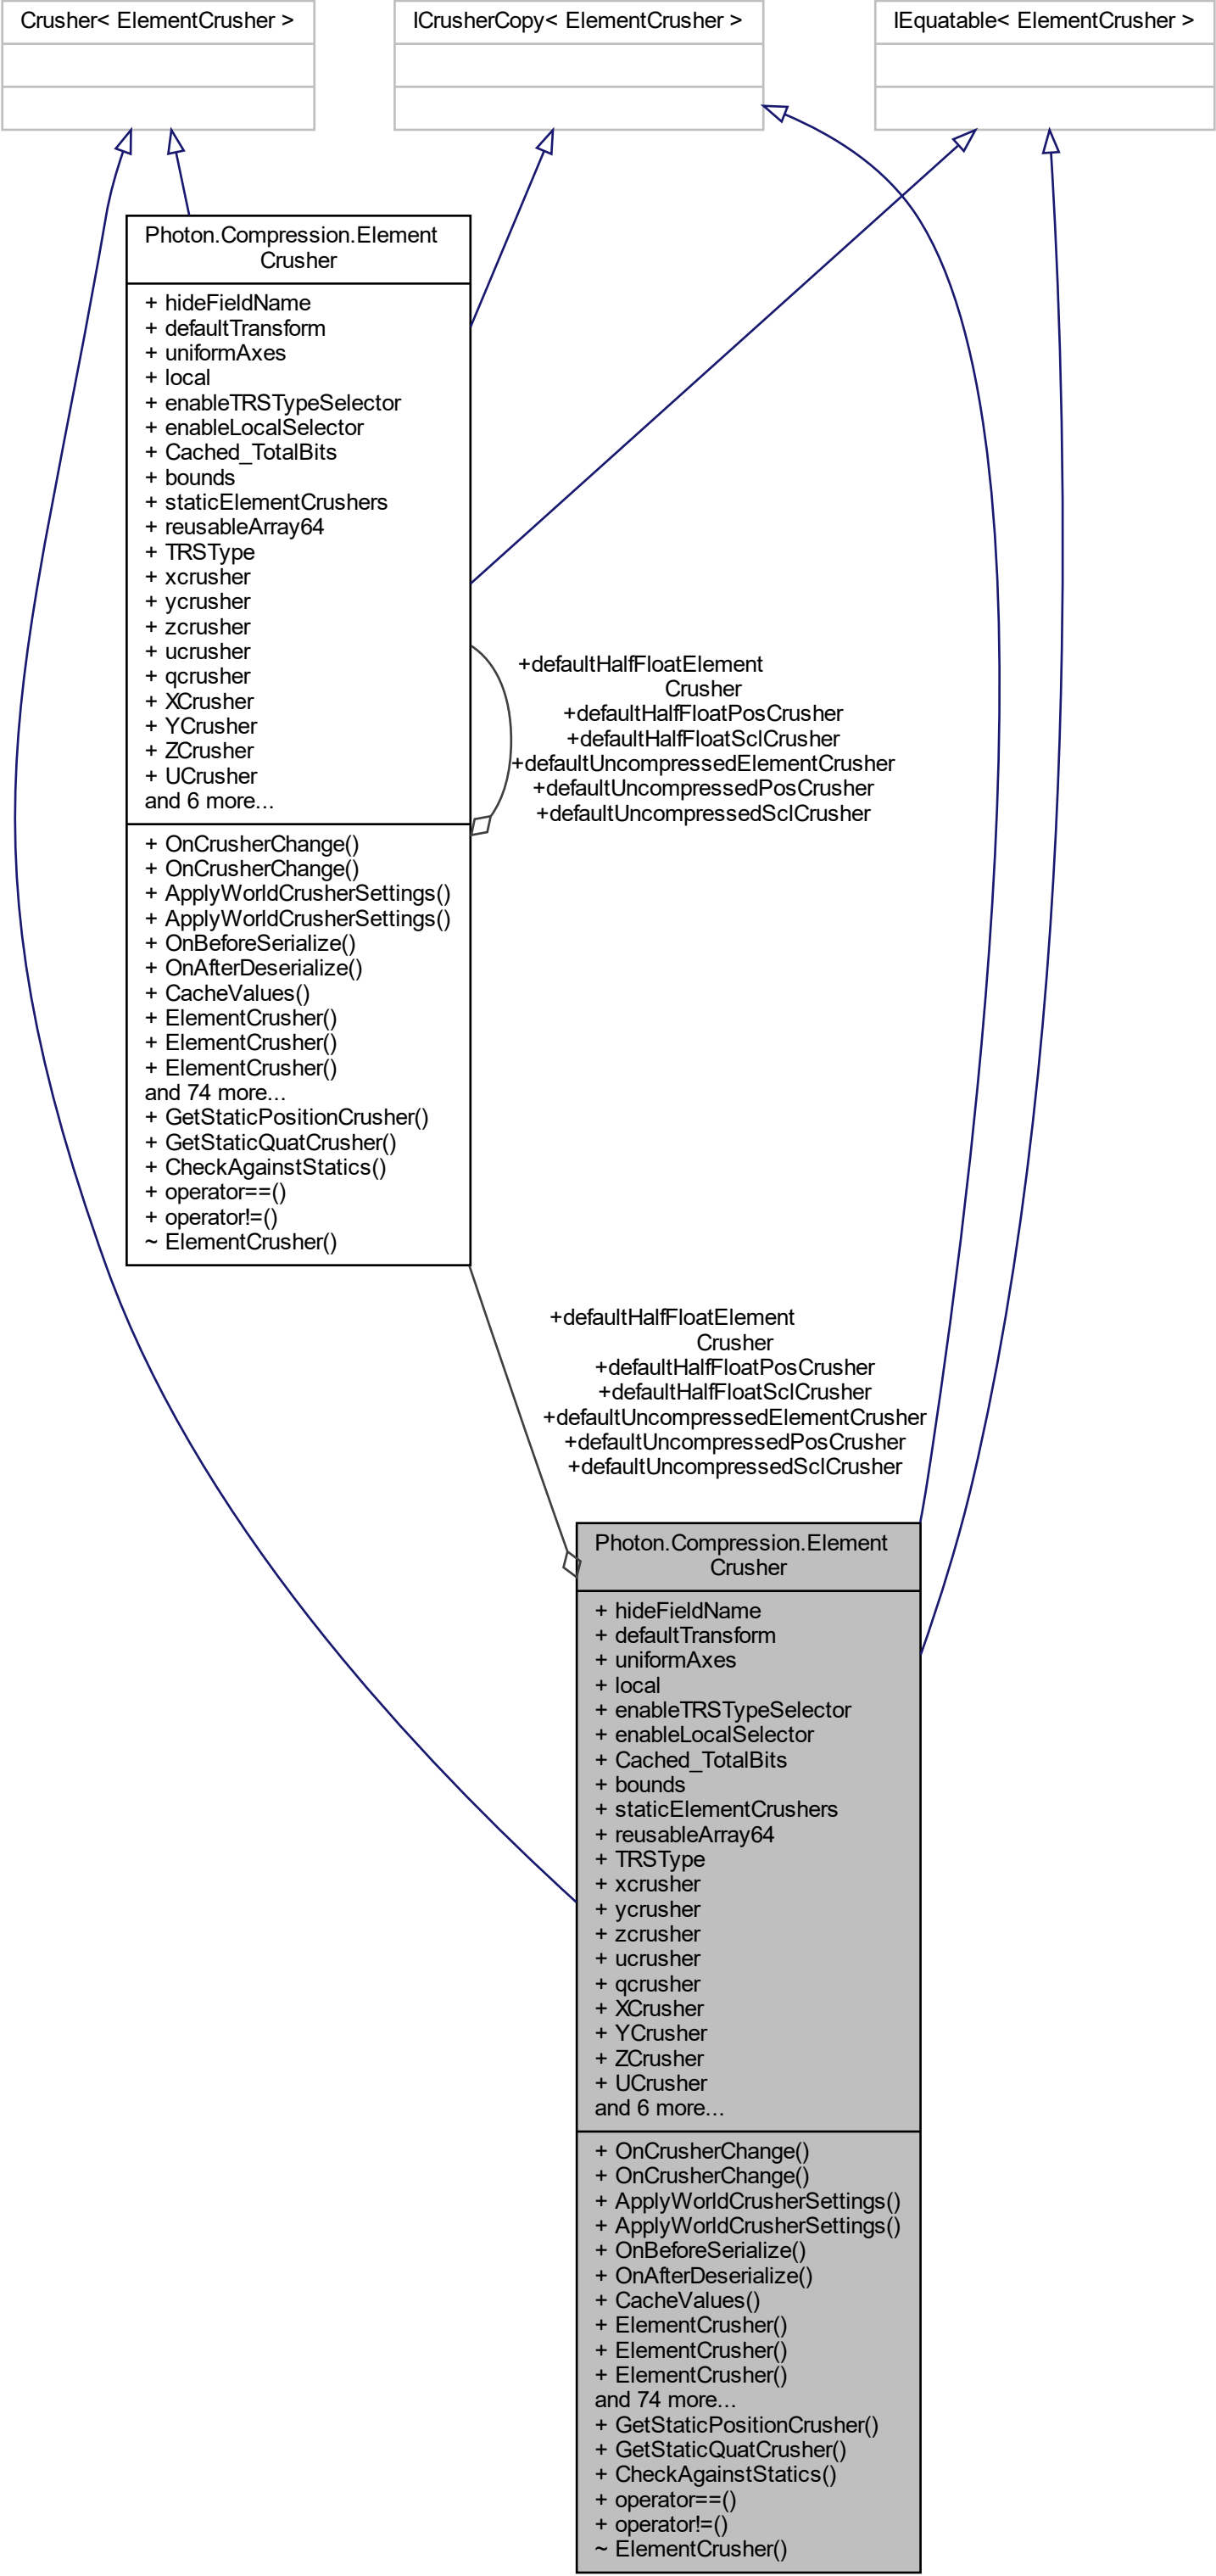 Crusher< ElementCrusher >
ICrusherCopy< ElementCrusher >
IEquatable< ElementCrusher >
Photon.Compression.Element
Crusher
+ hideFieldName
+ defaultTransform
+ uniformAxes
+ local
+ enableTRSTypeSelector
+ enableLocalSelector
+ Cached_TotalBits
+ bounds
+ staticElementCrushers
+ reusableArray64
+ TRSType
+ xcrusher
+ ycrusher
+ zcrusher
+ ucrusher
+ qcrusher
+ XCrusher
+ YCrusher
+ ZCrusher
+ UCrusher
and 6 more...
+ OnCrusherChange()
+ OnCrusherChange()
+ ApplyWorldCrusherSettings()
+ ApplyWorldCrusherSettings()
+ OnBeforeSerialize()
+ OnAfterDeserialize()
+ CacheValues()
+ ElementCrusher()
+ ElementCrusher()
+ ElementCrusher()
and 74 more...
+ GetStaticPositionCrusher()
+ GetStaticQuatCrusher()
+ CheckAgainstStatics()
+ operator==()
+ operator!=()
~ ElementCrusher()
+defaultHalfFloatElement
Crusher
+defaultHalfFloatPosCrusher
+defaultHalfFloatSclCrusher
+defaultUncompressedElementCrusher
+defaultUncompressedPosCrusher
+defaultUncompressedSclCrusher
+defaultHalfFloatElement
Crusher
+defaultHalfFloatPosCrusher
+defaultHalfFloatSclCrusher
+defaultUncompressedElementCrusher
+defaultUncompressedPosCrusher
+defaultUncompressedSclCrusher
Photon.Compression.Element
Crusher
+ hideFieldName
+ defaultTransform
+ uniformAxes
+ local
+ enableTRSTypeSelector
+ enableLocalSelector
+ Cached_TotalBits
+ bounds
+ staticElementCrushers
+ reusableArray64
+ TRSType
+ xcrusher
+ ycrusher
+ zcrusher
+ ucrusher
+ qcrusher
+ XCrusher
+ YCrusher
+ ZCrusher
+ UCrusher
and 6 more...
+ OnCrusherChange()
+ OnCrusherChange()
+ ApplyWorldCrusherSettings()
+ ApplyWorldCrusherSettings()
+ OnBeforeSerialize()
+ OnAfterDeserialize()
+ CacheValues()
+ ElementCrusher()
+ ElementCrusher()
+ ElementCrusher()
and 74 more...
+ GetStaticPositionCrusher()
+ GetStaticQuatCrusher()
+ CheckAgainstStatics()
+ operator==()
+ operator!=()
~ ElementCrusher()